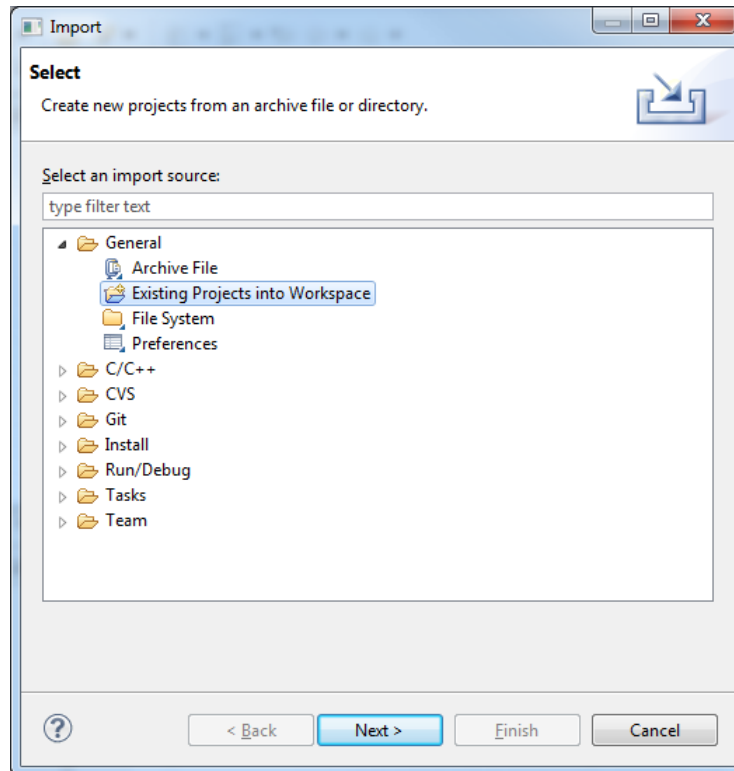 Import
Select
Create new projects from an archive file or directory.
Select an import source:
type filter text
General
Archive File
Existing Projects into Workspace
File System
Preferences
C/C++
CVS
Git
Install
Run/Debug
Tasks
Team
? < Back Next > Finish Cancel